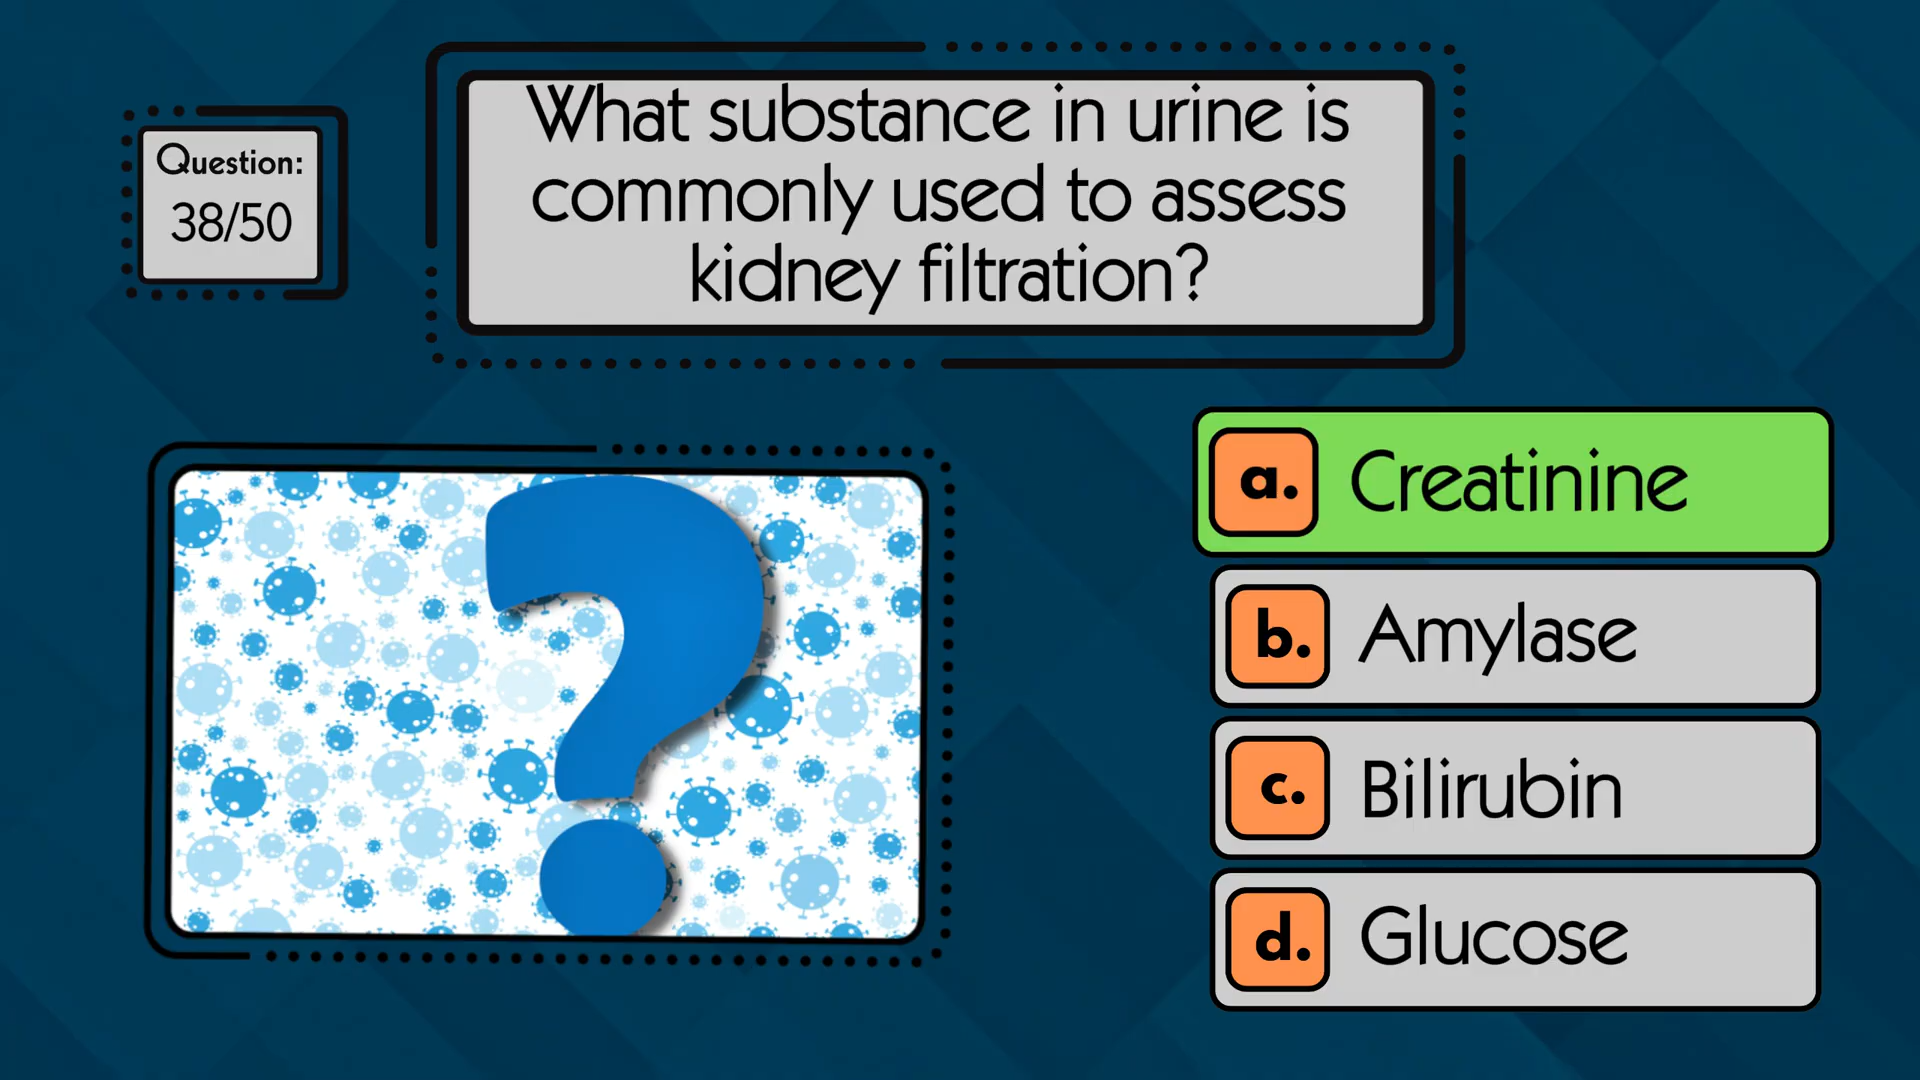 Question:
38/50
What substance in urine is
commonly used to assess
kidney filtration?
a. Creatinine
b. Amylase
c. Bilirubin
d. Glucose